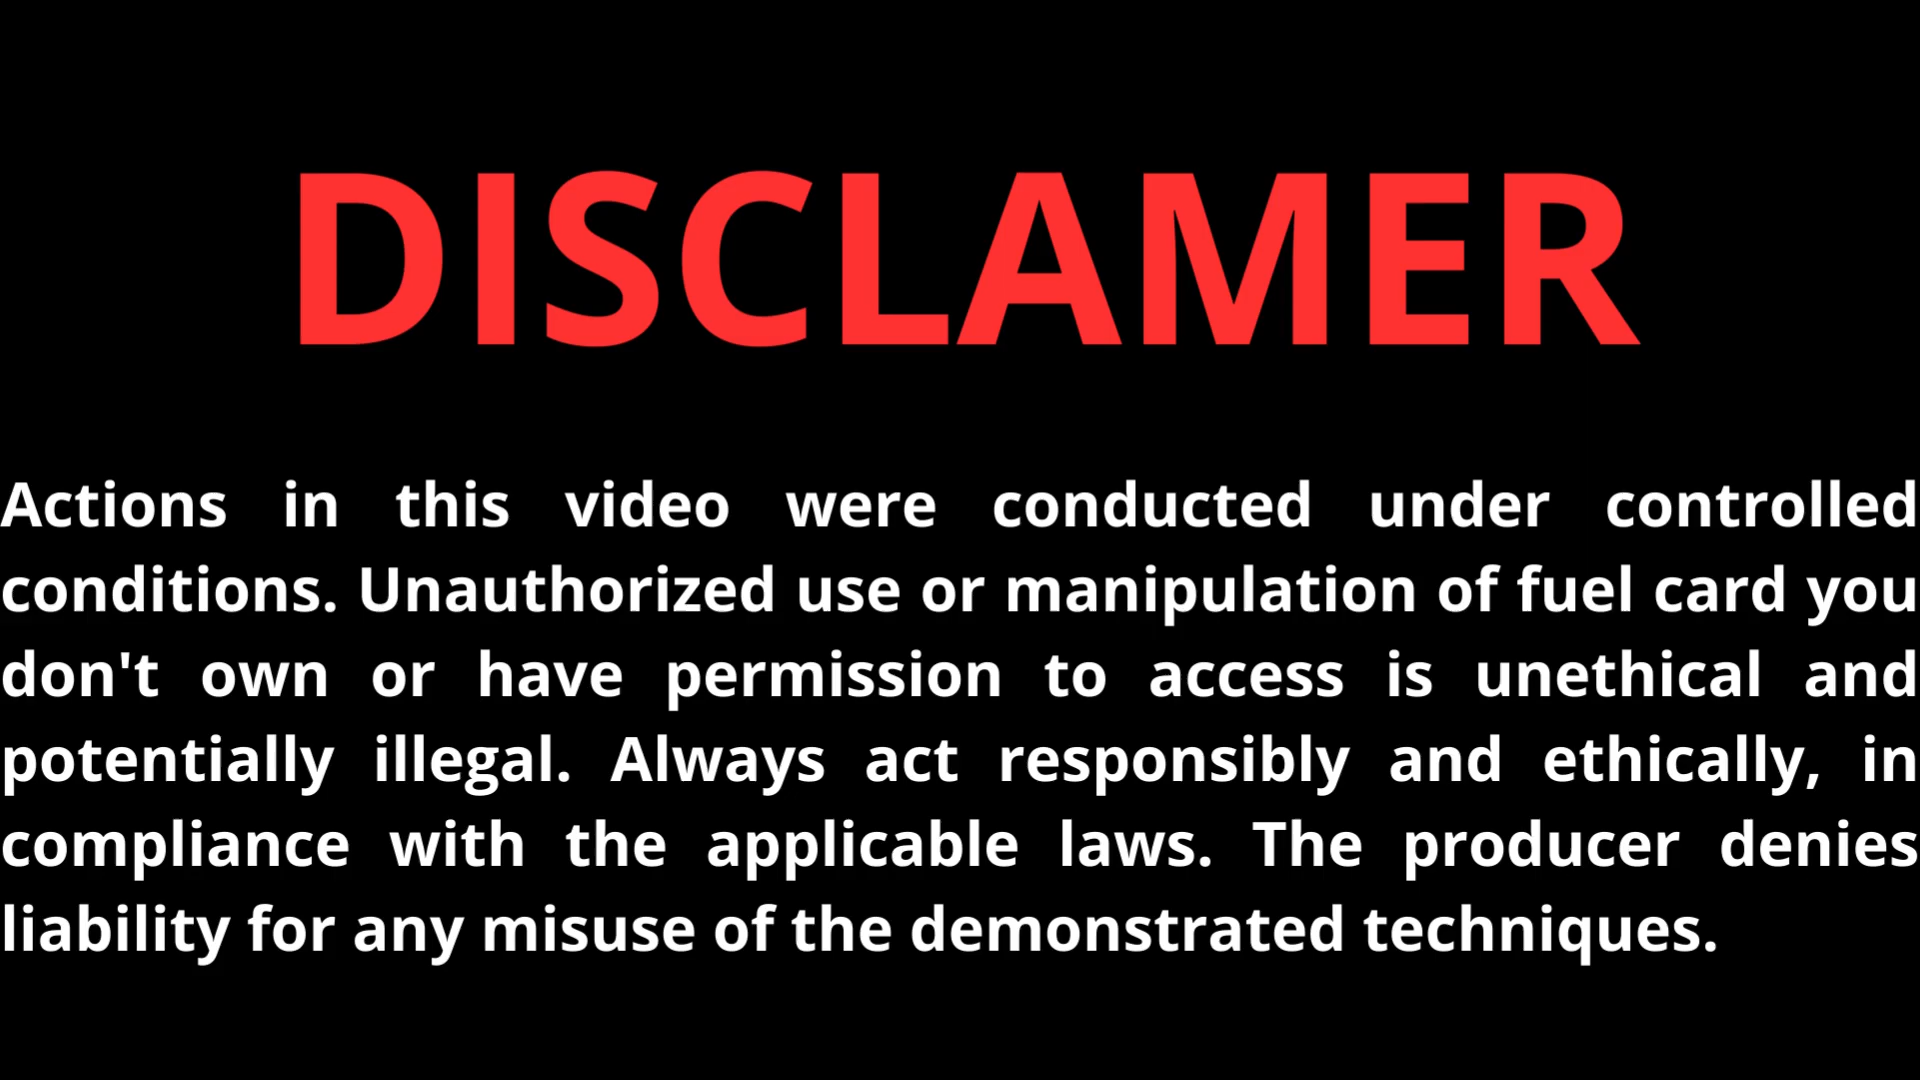 DISCLAMER
Actions in this video were conducted under controlled
conditions. Unauthorized use or manipulation of fuel card you
don't own or have permission to access is unethical and
potentially illegal. Always act responsibly and ethically, in
compliance with the applicable laws. The producer denies
liability for any misuse of the demonstrated techniques.